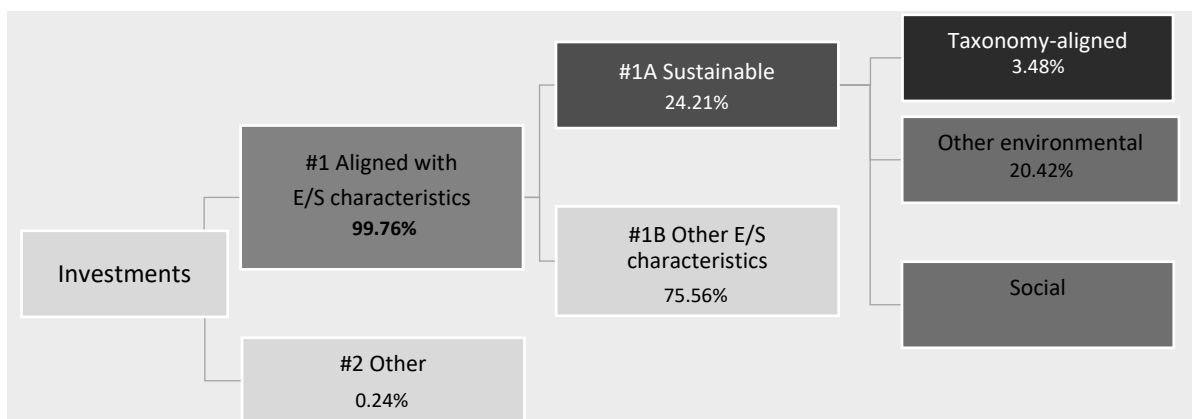 Investments
#1 Aligned with
E/S characteristics
99.76%
#2 Other
0.24%
#1A Sustainable
24.21%
#1B Other E/S
characteristics
75.56%
Taxonomy-aligned
3.48%
Other environmental
20.42%
Social